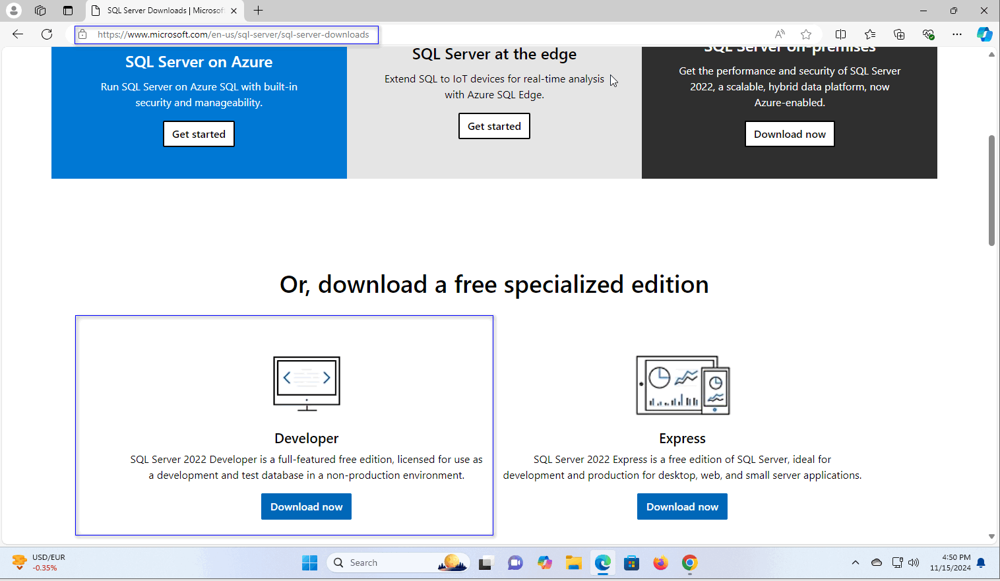 SQL Server Downloads | Microsof
https://www.microsoft.com/en-us/sql-server/sql-server-downloads
SQL Server on Azure
Run SQL Server on Azure SQL with built-in
security and manageability.
Get started
SQL Server at the edge
Extend SQL to IoT devices for real-time analysis
with Azure SQL Edge.
Get started
SQL Server on-premises
Get the performance and security of SQL Server
2022, a scalable, hybrid data platform, now
Azure-enabled.
Download now
Or, download a free specialized edition
Developer
SQL Server 2022 Developer is a full-featured free edition, licensed for use as
a development and test database in a non-production environment.
Download now
Express
SQL Server 2022 Express is a free edition of SQL Server, ideal for
development and production for desktop, web, and small server applications.
Download now
USD/EUR
-0.35%
Search
4:50 PM
11/15/2024